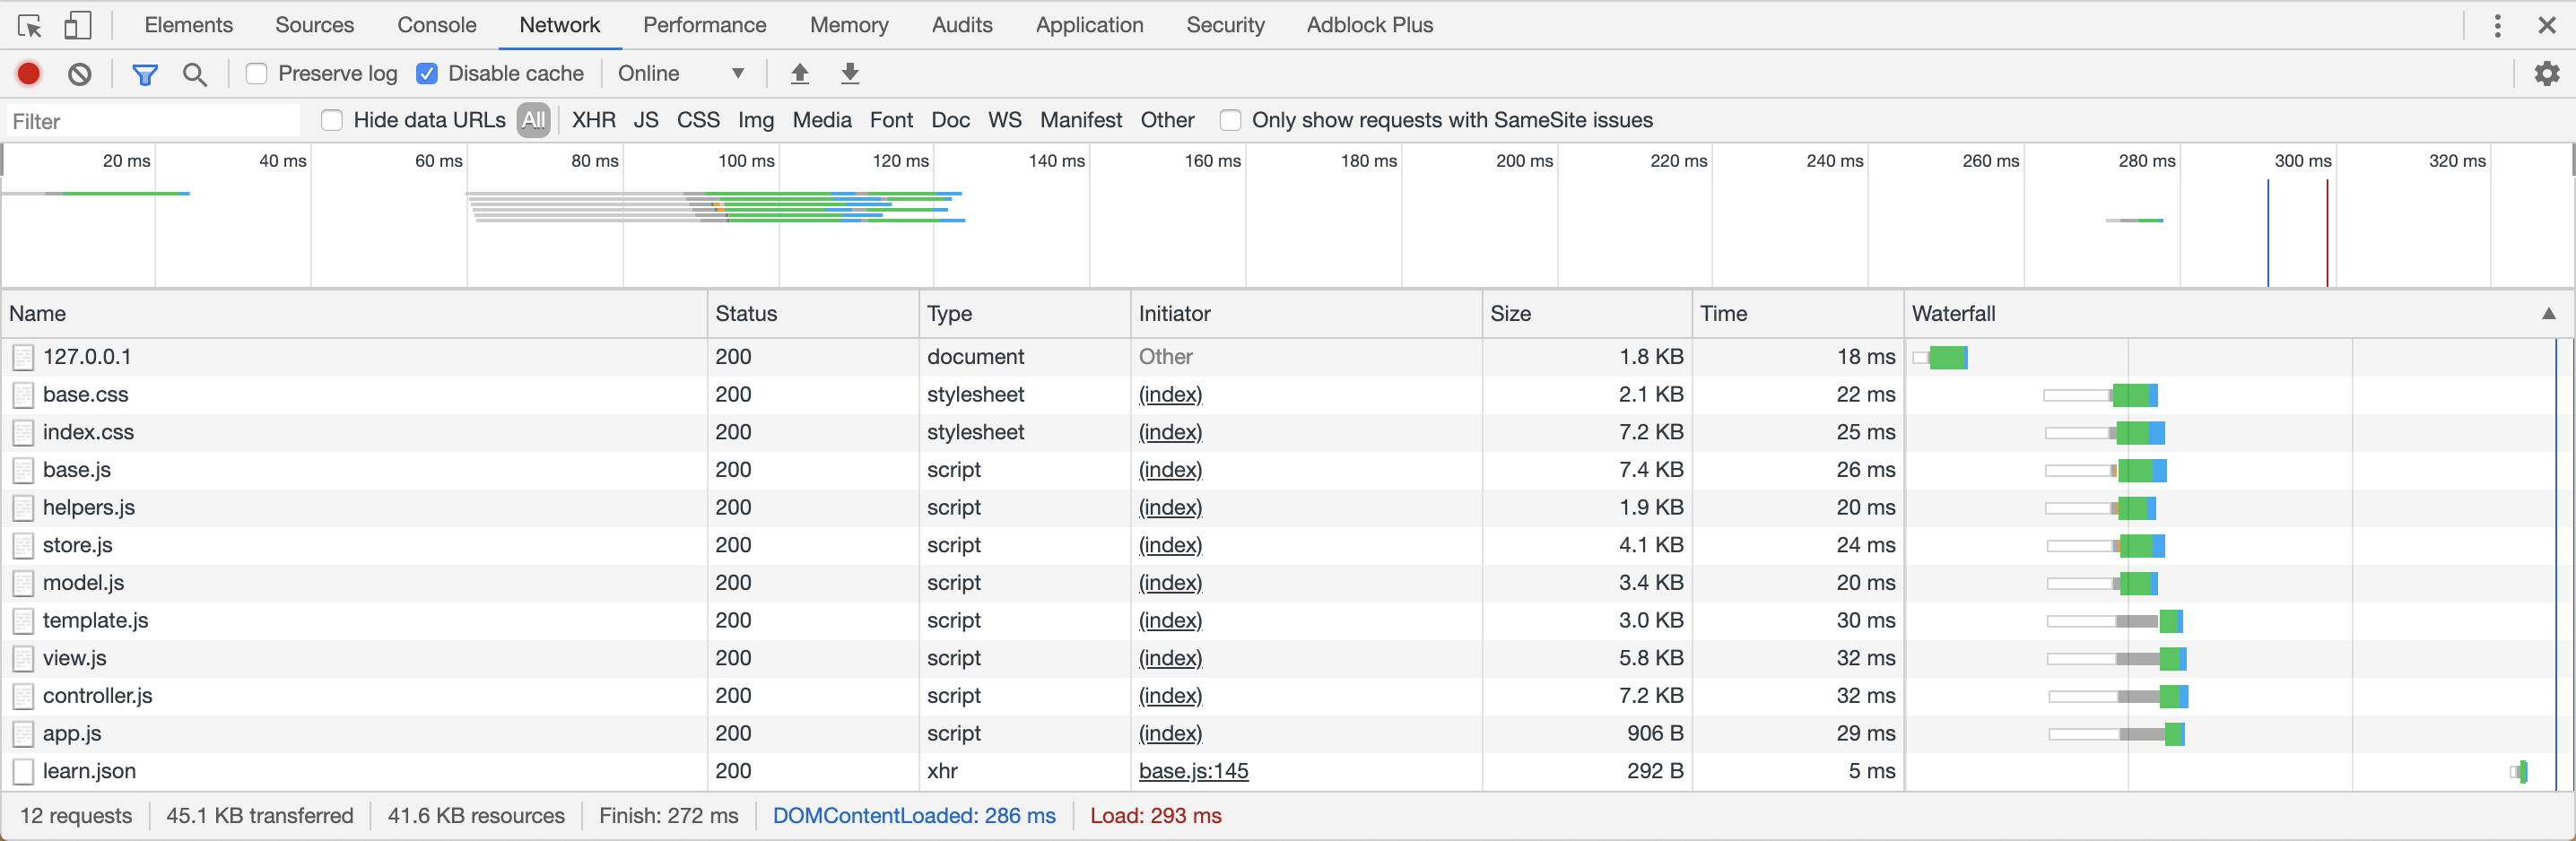 Elements Sources Console Network Performance Memory Audits Application Security Adblock Plus
Preserve log Disable cache Online
Filter Hide data URLs All XHR JS CSS Img Media Font Doc WS Manifest Other Only show requests with SameSite issues
20 ms 40 ms 60 ms 80 ms 100 ms 120 ms 140 ms 160 ms 180 ms 200 ms 220 ms 240 ms 260 ms 280 ms 300 ms 320 ms
Name Status Type Initiator Size Time Waterfall
127.0.0.1 200 document Other 1.8 KB 18 ms
base.css 200 stylesheet (index) 2.1 KB 22 ms
index.css 200 stylesheet (index) 7.2 KB 25 ms
base.js 200 script (index) 7.4 KB 26 ms
helpers.js 200 script (index) 1.9 KB 20 ms
store.js 200 script (index) 4.1 KB 24 ms
model.js 200 script (index) 3.4 KB 20 ms
template.js 200 script (index) 3.0 KB 30 ms
view.js 200 script (index) 5.8 KB 32 ms
controller.js 200 script (index) 7.2 KB 32 ms
app.js 200 script (index) 906 B 29 ms
learn.json 200 xhr base.js:145 292 B 5 ms
12 requests 45.1 KB transferred 41.6 KB resources Finish: 272 ms DOMContentLoaded: 286 ms Load: 293 ms